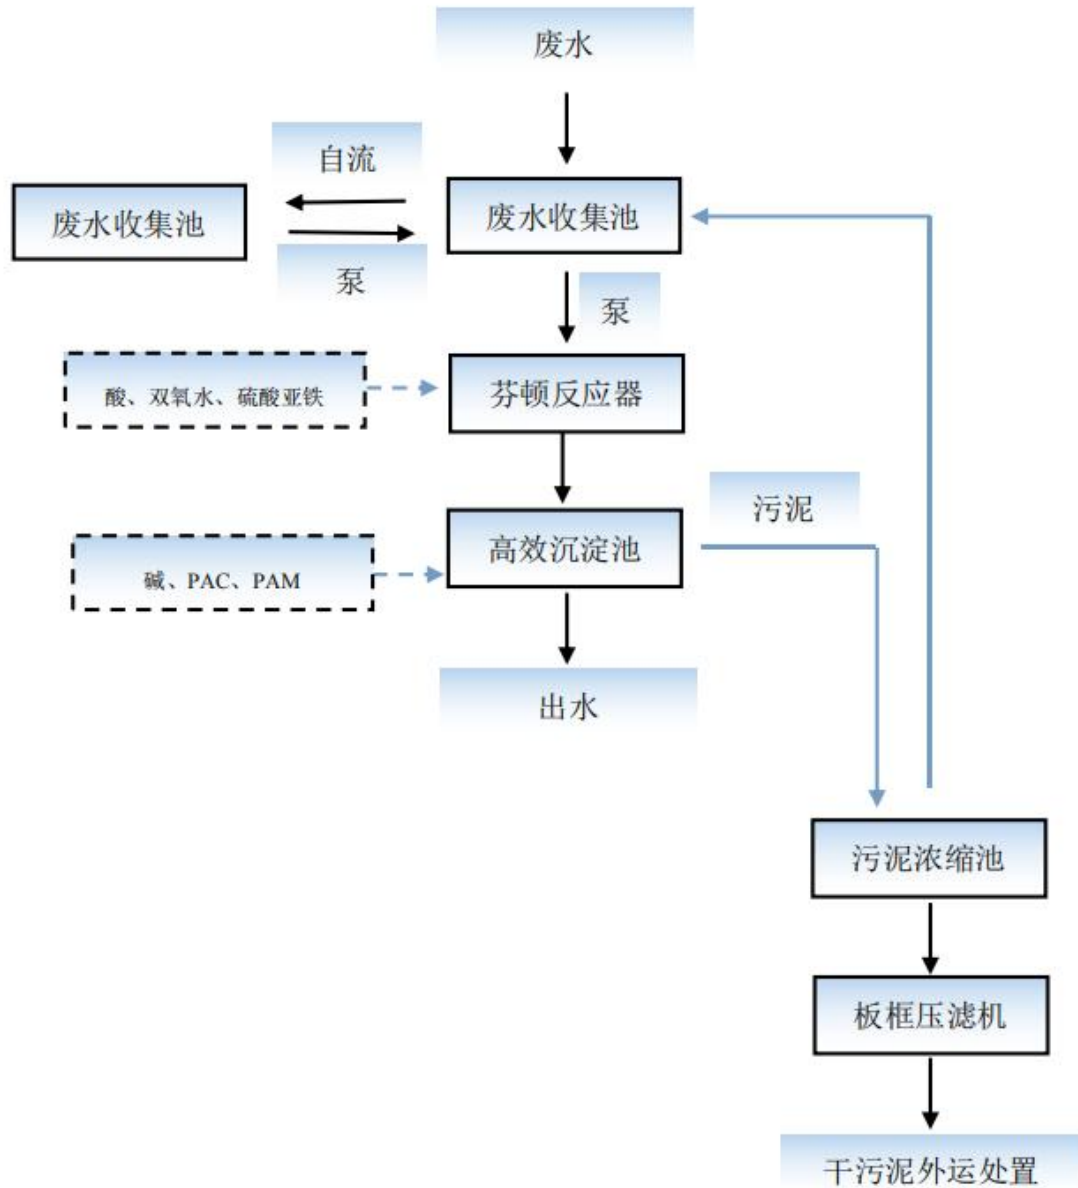 废水
自流
废水收集池
废水收集池
泵
泵
酸、双氧水、硫酸亚铁
芬顿反应器
污泥
高效沉淀池
碱、PAC、PAM
出水
污泥浓缩池
板框压滤机
干污泥外运处置